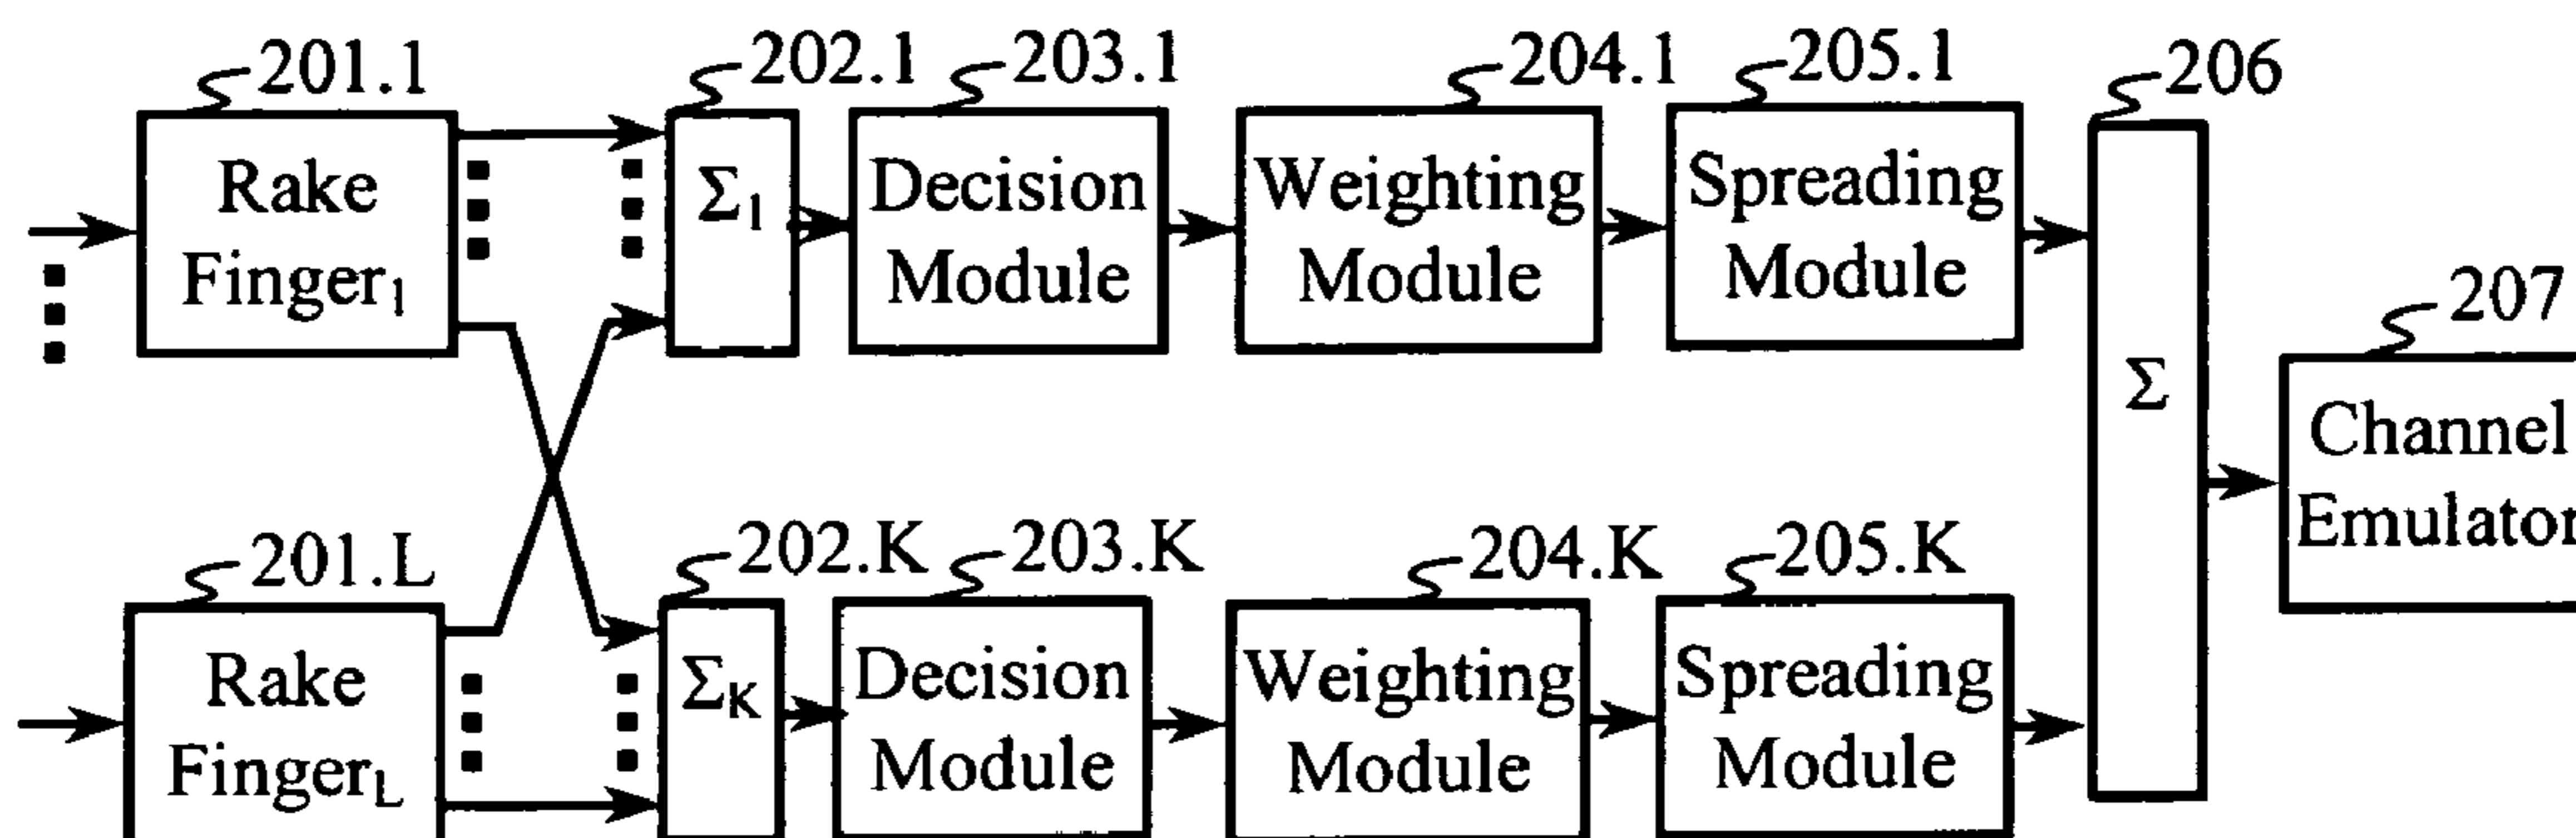 201.1
202.1
203.1
204.1
205.1
206
Rake
Finger1
Σ1
Decision
Module
Weighting
Module
Spreading
Module
Σ
207
Channel
Emulator
201.L
202.K
203.K
204.K
205.K
Rake
FingerL
ΣK
Decision
Module
Weighting
Module
Spreading
Module